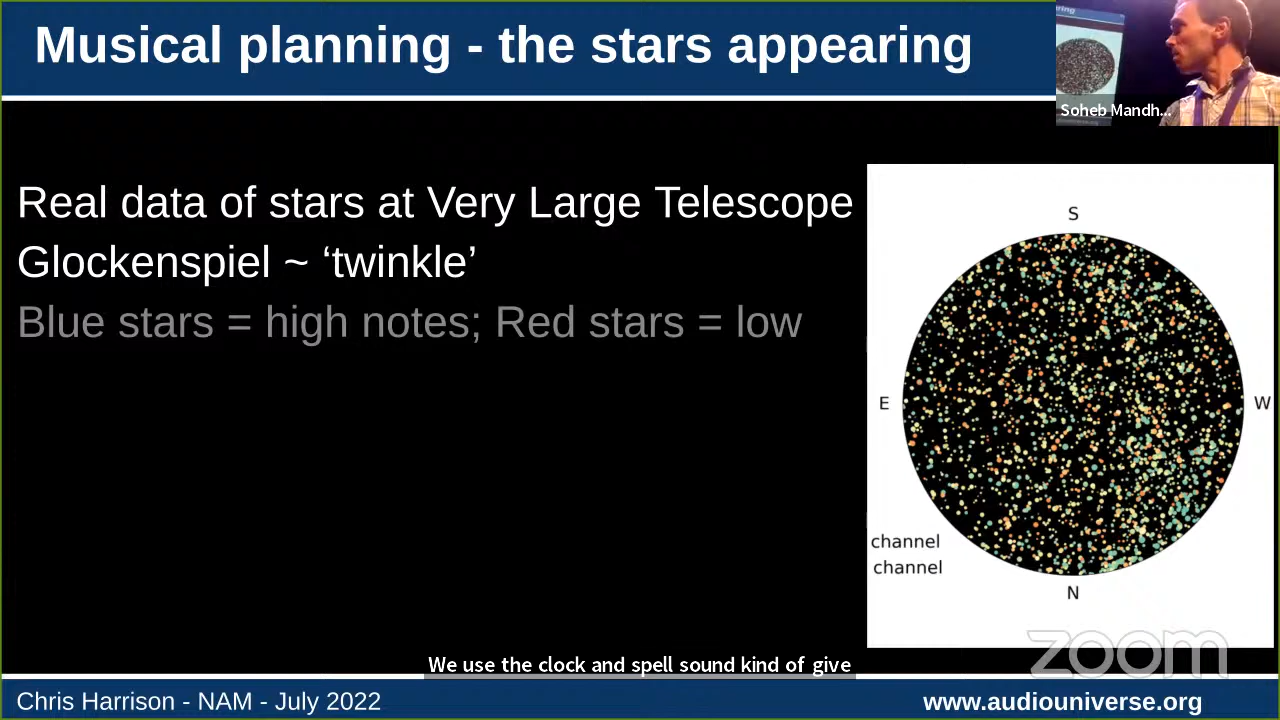 Musical planning - the stars appearing
Soheb Mandh...
Real data of stars at Very Large Telescope
Glockenspiel ~ ‘twinkle’
Blue stars = high notes; Red stars = low
S
E
W
channel
channel
N
zoom
We use the clock and spell sound kind of give
Chris Harrison - NAM - July 2022
www.audiouniverse.org